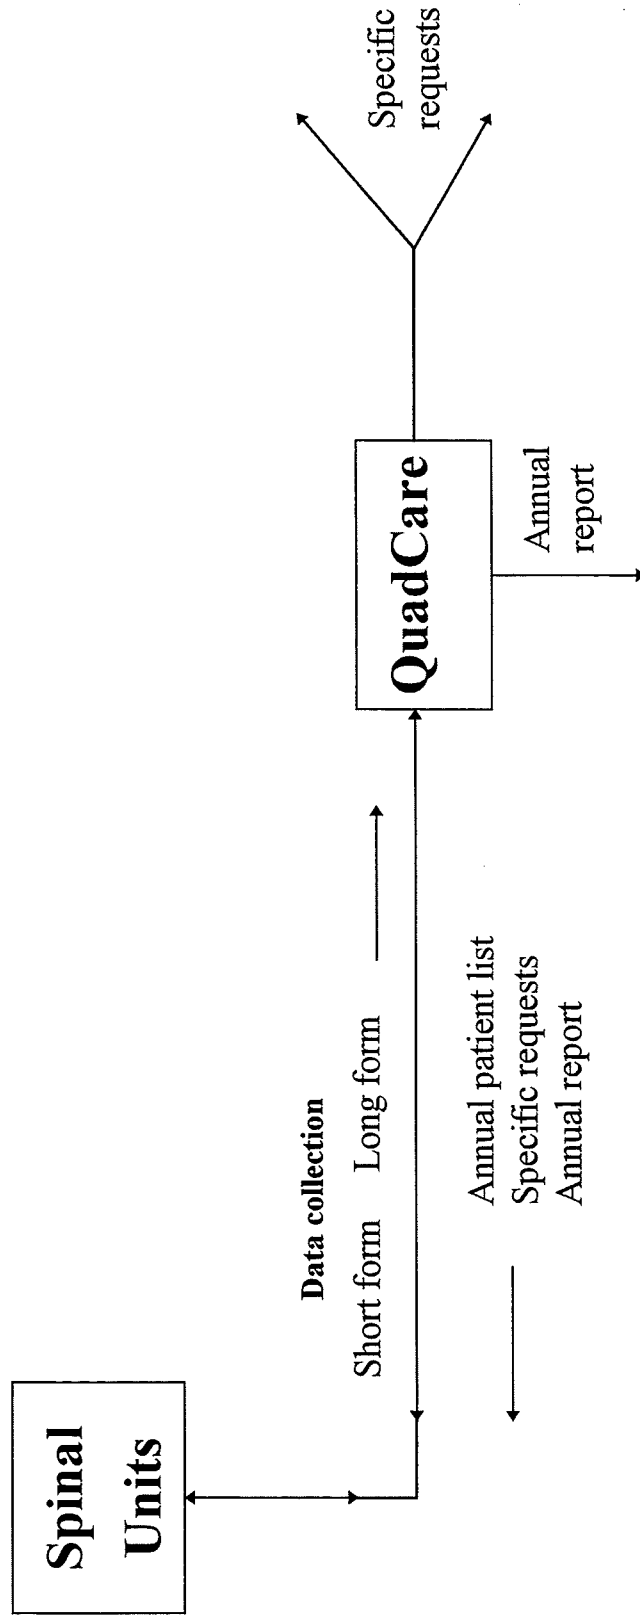 Spinal
Units
Data collection
Short form Long form
Annual patient list
Specific requests
Annual report
QuadCare
Annual
report
Specific
requests